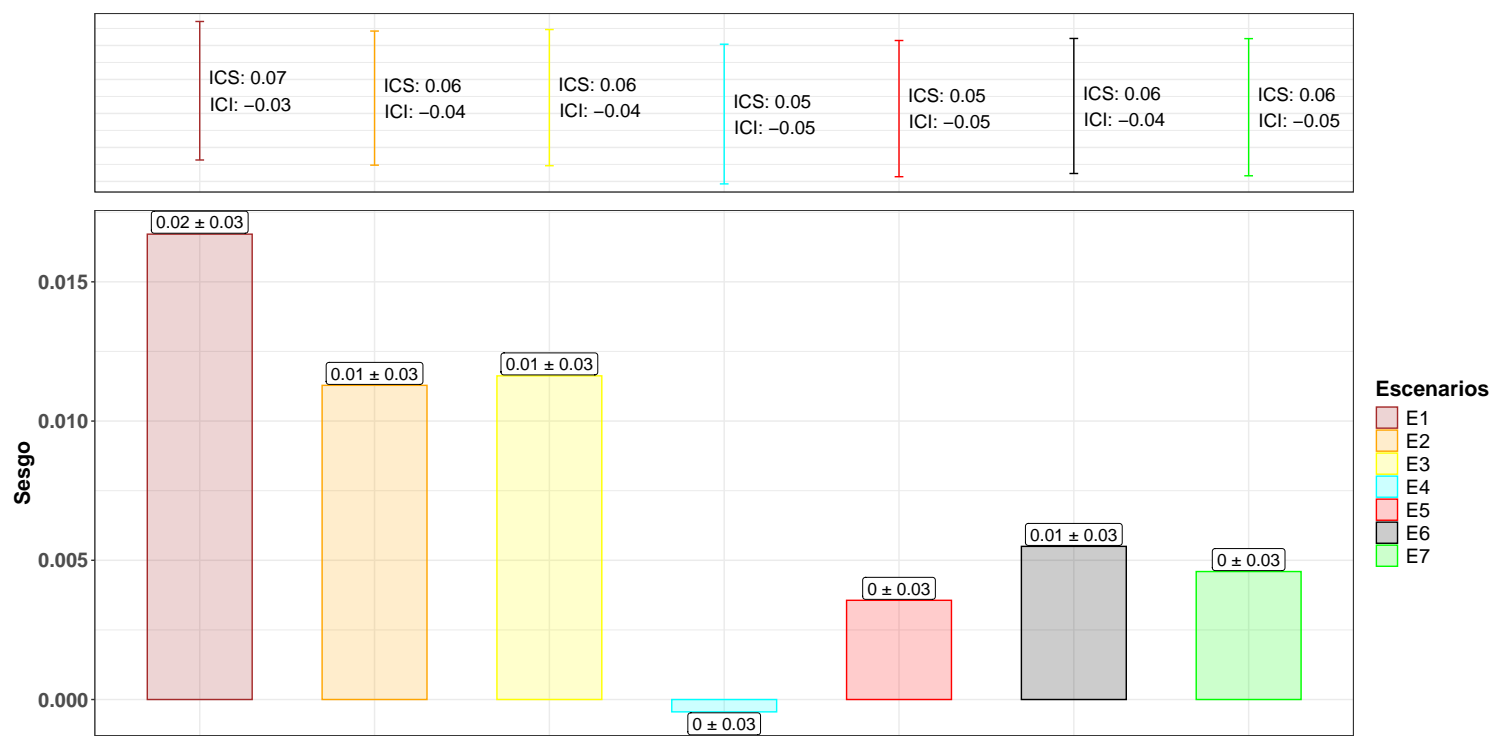 ICS: 0.07
ICI: −0.03
ICS: 0.06
ICI: −0.04
ICS: 0.06
ICI: −0.04
ICS: 0.05
ICI: −0.05
ICS: 0.05
ICI: −0.05
ICS: 0.06
ICI: −0.04
ICS: 0.06
ICI: −0.05
Sesgo
0.015
0.010
0.005
0.000
0.02 ± 0.03
0.01 ± 0.03
0.01 ± 0.03
0 ± 0.03
0 ± 0.03
0.01 ± 0.03
0 ± 0.03
Escenarios
E1
E2
E3
E4
E5
E6
E7